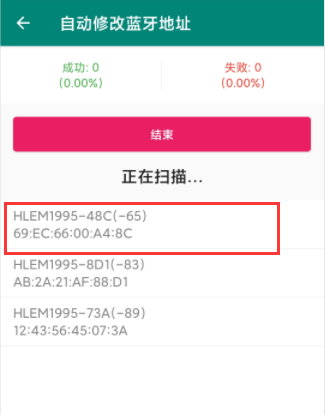 自动修改蓝牙地址
成功: 0
(0.00%)
失败: 0
(0.00%)
结束
正在扫描...
HLEM1995-48C(-65)
69:EC:66:00:A4:8C
HLEM1995-8D1(-83)
AB:2A:21:AF:88:D1
HLEM1995-73A(-89)
12:43:56:45:07:3A